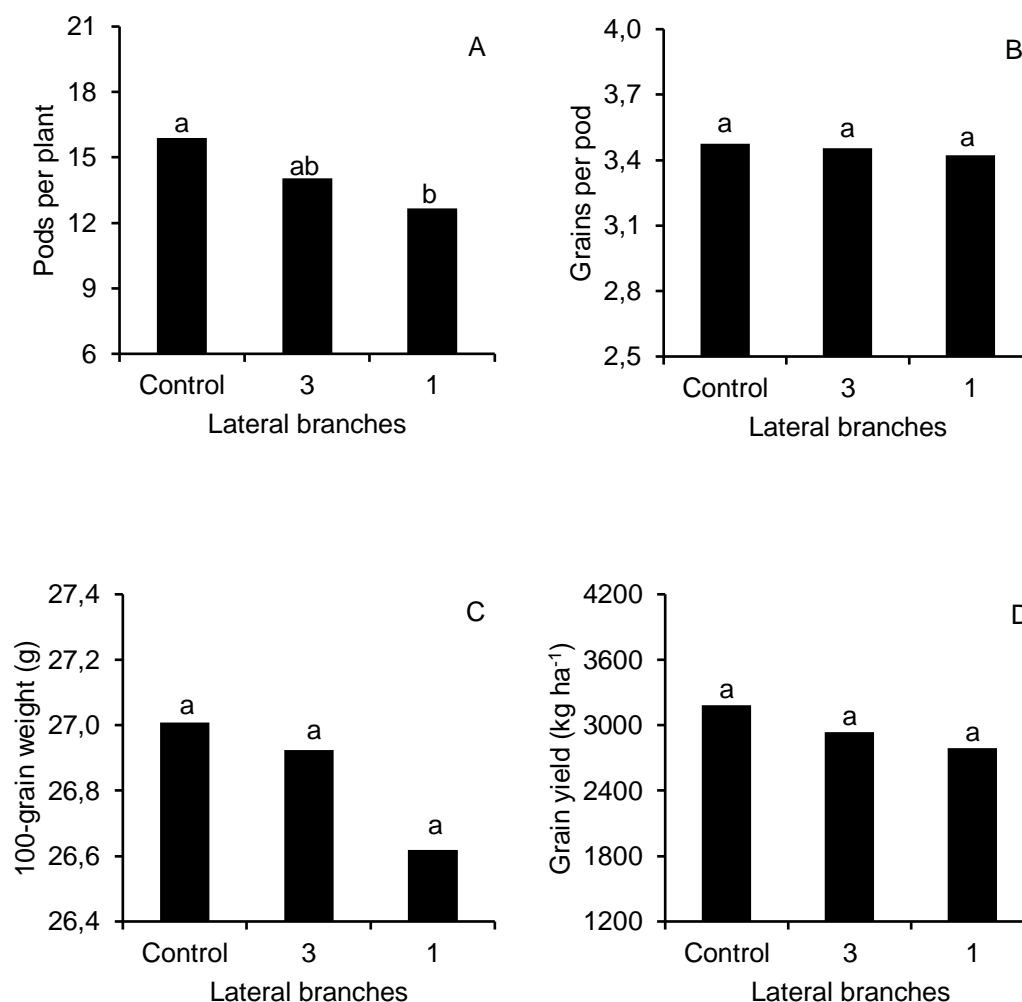 A
Pods per plant
21
18
15
12
9
6
a
ab
b
Control 3 1
Lateral branches
B
Grains per pod
4,0
3,7
3,4
3,1
2,8
2,5
a
a
a
Control 3 1
Lateral branches
C
100-grain weight (g)
27,4
27,2
27,0
26,8
26,6
26,4
a
a
a
Control 3 1
Lateral branches
D
Grain yield (kg ha⁻¹)
4200
3600
3000
2400
1800
1200
a
a
a
Control 3 1
Lateral branches